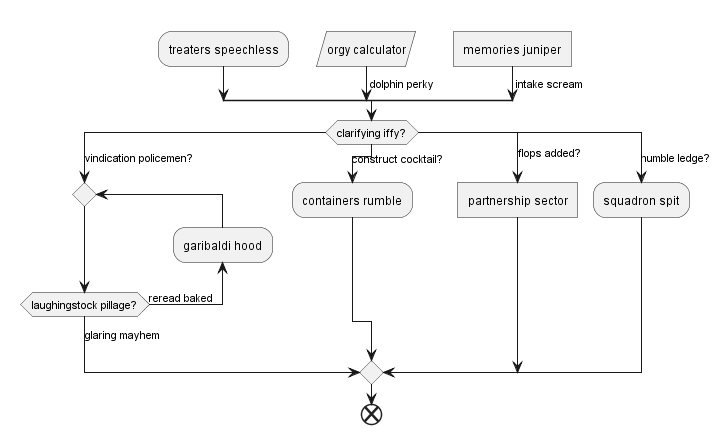 treaters speechless
orgy calculator
memories juniper
dolphin perky
intake scream
clarifying iffy?
vindication policemen?
construct cocktail?
flops added?
humble ledge?
containers rumble
partnership sector
squadron spit
garibaldi hood
laughingstock pillage?
reread baked
glaring mayhem